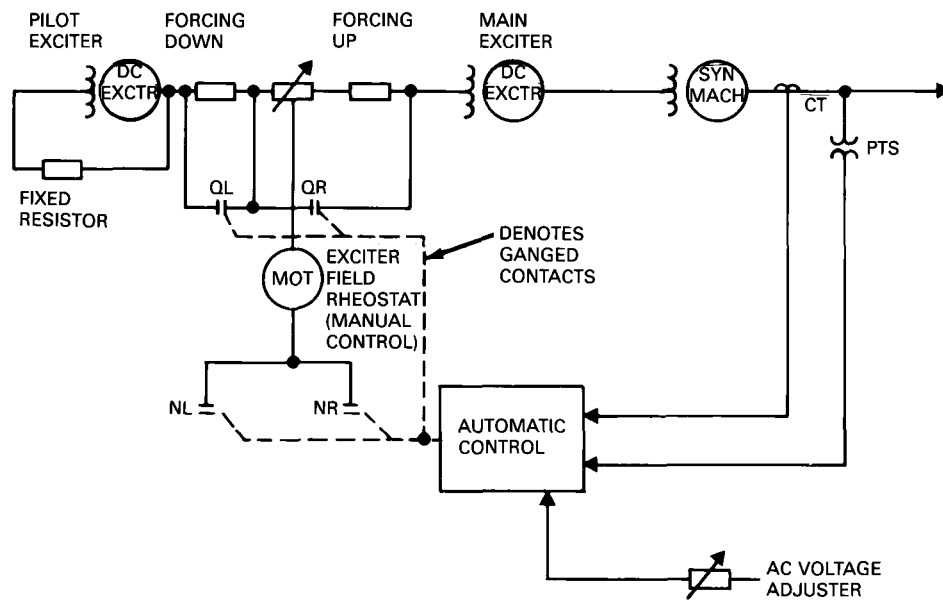 PILOT
EXCITER
FORCING
DOWN
FORCING
UP
MAIN
EXCITER
DC
EXCTR
DC
EXCTR
SYN
MACH
CT
PTS
FIXED
RESISTOR
QL
QR
DENOTES
GANGED
CONTACTS
MOT
EXCITER
FIELD
RHEOSTAT
(MANUAL
CONTROL)
NL
NR
AUTOMATIC
CONTROL
AC VOLTAGE
ADJUSTER